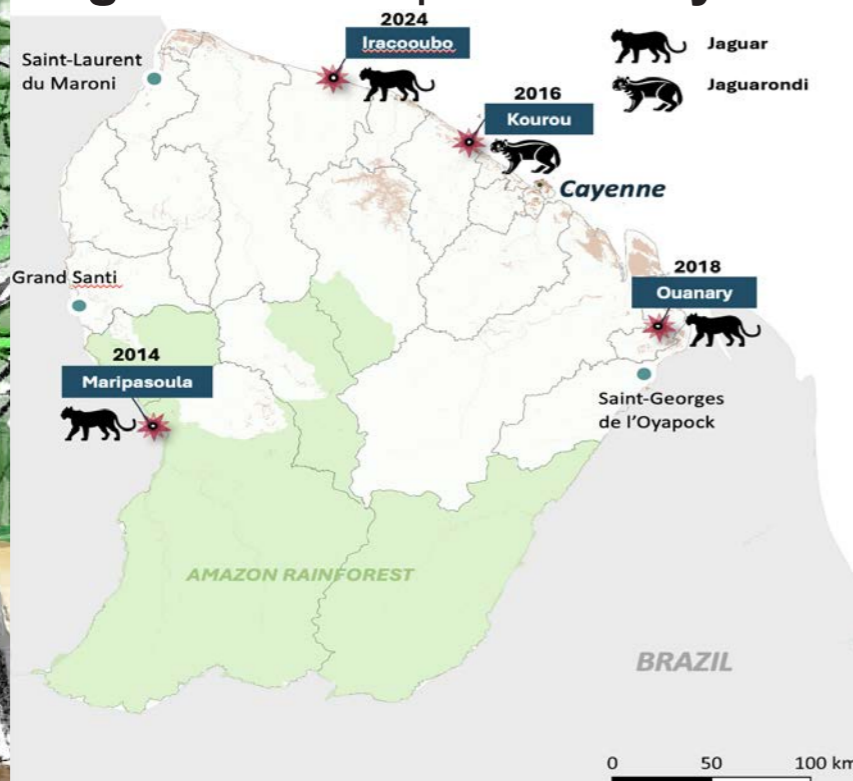 2024
Iracooubo
Jaguar
Saint-Laurent
du Maroni
Jaguarondi
2016
Kourou
Cayenne
Grand Santi
2018
Ouanary
2014
Maripasoula
Saint-Georges
de l'Oyapock
AMAZON RAINFOREST
BRAZIL
0 50 100 km